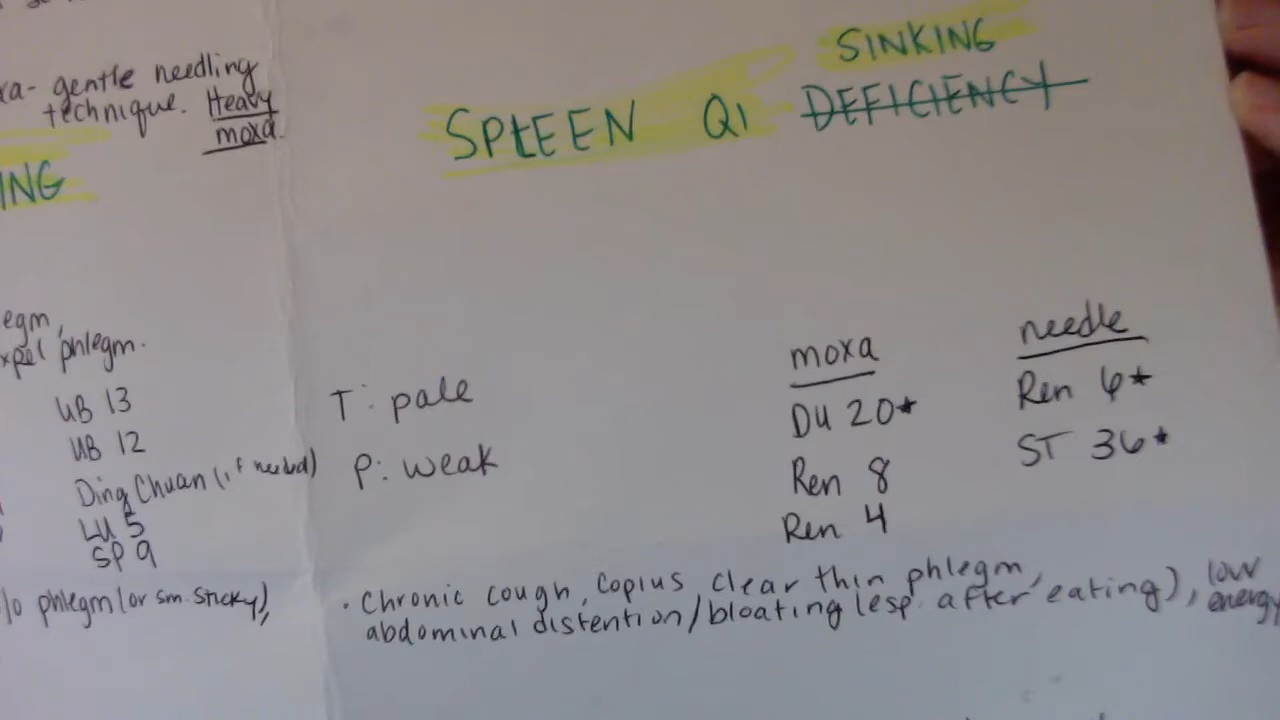 xa- gentle needling
technique. Heavy
moxa.
ING
egm,
xpel phlegm.
UB 13
UB 12
Ding Chuan (if needed)
LU 5
SP 9
/o phlegm (or sm. sticky),
SINKING
SPLEEN QI DEFICIENCY
T: pale
P: weak
moxa
DU 20*
Ren 8
Ren 4
needle
Ren 6*
ST 36*
• Chronic cough, copius, clear thin phlegm,
abdominal distention/bloating (esp. after eating), low
energy,